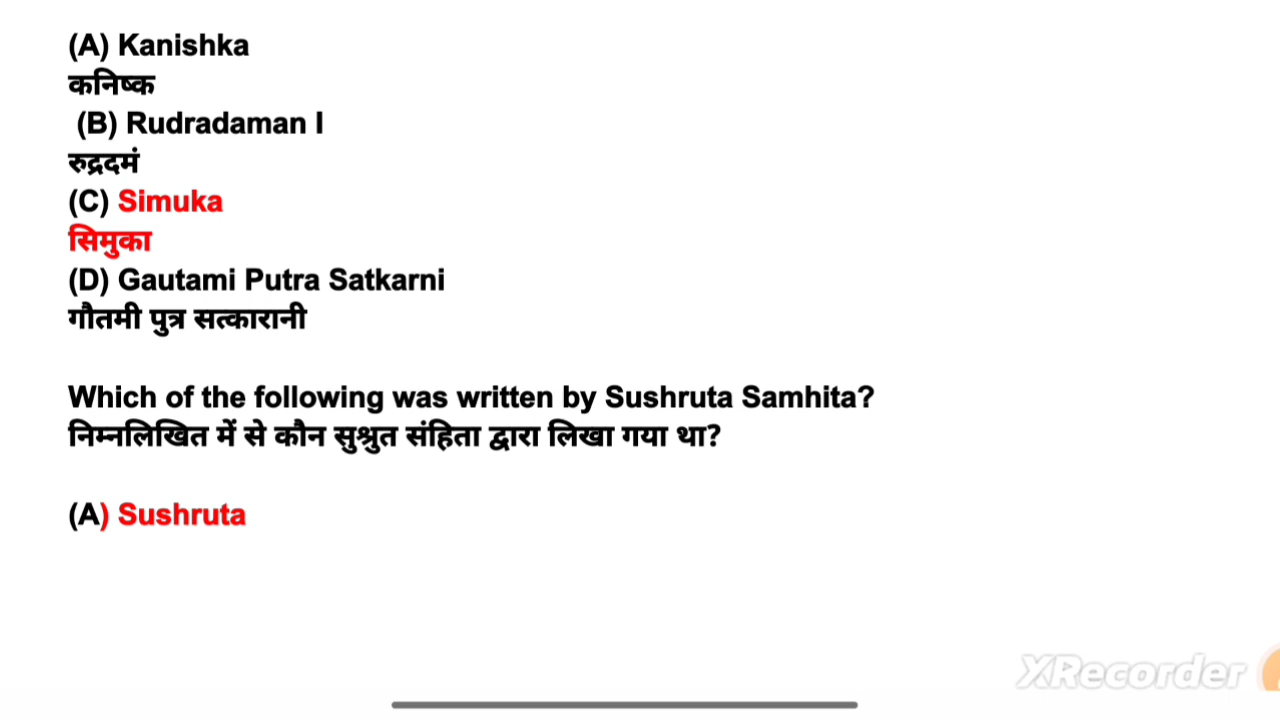 (A) Kanishka
कनिष्क
(B) Rudradaman I
रुद्रदमं
(C) Simuka
सिमुका
(D) Gautami Putra Satkarni
गौतमी पुत्र सत्कारानी
Which of the following was written by Sushruta Samhita?
निम्नलिखित में से कौन सुश्रुत संहिता द्वारा लिखा गया था?
(A) Sushruta
XRecorder